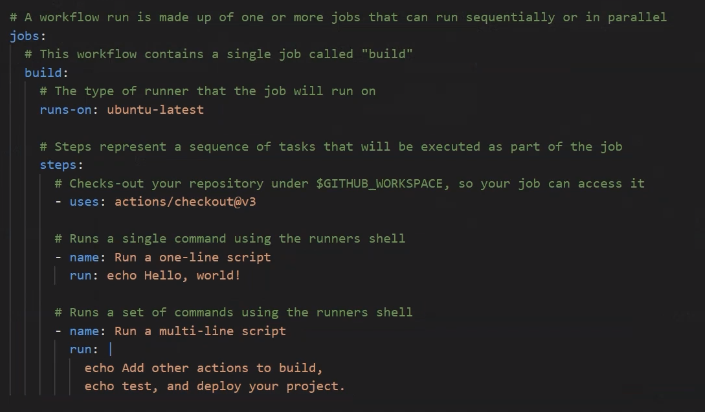 # A workflow run is made up of one or more jobs that can run sequentially or in parallel
jobs:
  # This workflow contains a single job called "build"
  build:
    # The type of runner that the job will run on
    runs-on: ubuntu-latest

    # Steps represent a sequence of tasks that will be executed as part of the job
    steps:
      # Checks-out your repository under $GITHUB_WORKSPACE, so your job can access it
      - uses: actions/checkout@v3

      # Runs a single command using the runners shell
      - name: Run a one-line script
        run: echo Hello, world!

      # Runs a set of commands using the runners shell
      - name: Run a multi-line script
        run: |
          echo Add other actions to build,
          echo test, and deploy your project.